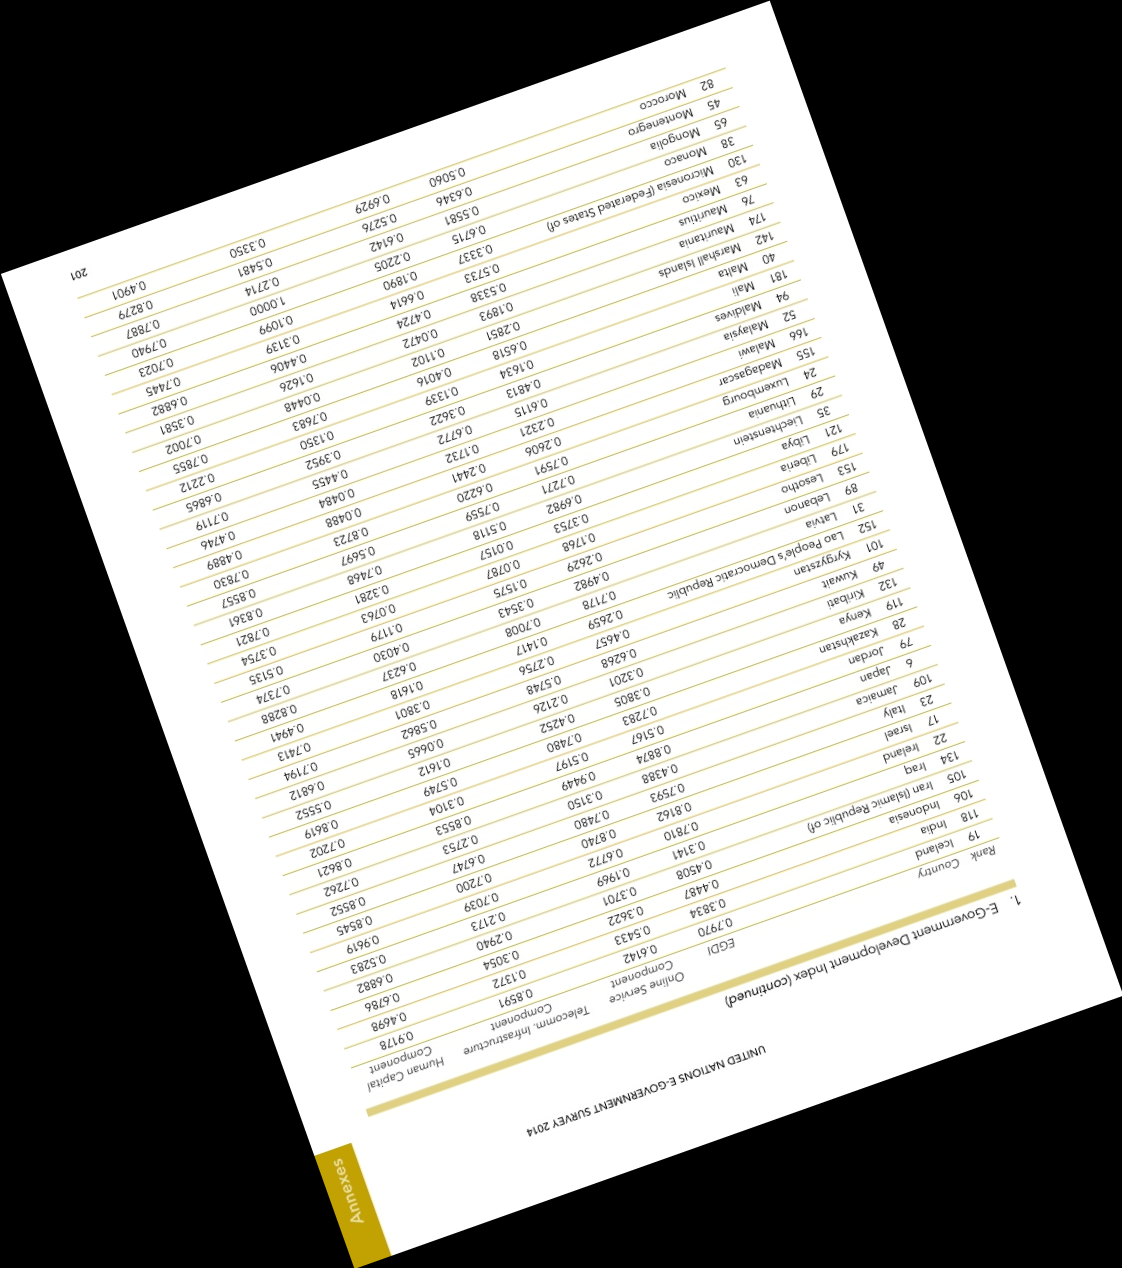 Annexes
UNITED NATIONS E-GOVERNMENT SURVEY 2014
1. E-Government Development Index (continued)
Rank Country EGDI Online Service Component Telecomm. Infrastructure Component Human Capital Component
19 Iceland 0.7970 0.6142 0.8591 0.9178
118 India 0.3834 0.5433 0.1372 0.4698
106 Indonesia 0.4487 0.3622 0.3054 0.6786
105 Iran (Islamic Republic of) 0.4508 0.3701 0.2940 0.6882
134 Iraq 0.3141 0.1969 0.2173 0.5283
22 Ireland 0.7810 0.6772 0.7039 0.9619
17 Israel 0.8162 0.8740 0.7200 0.8545
23 Italy 0.7593 0.7480 0.6747 0.8552
109 Jamaica 0.4388 0.3150 0.2753 0.7262
6 Japan 0.8874 0.9449 0.8553 0.8621
79 Jordan 0.5167 0.5197 0.3104 0.7202
28 Kazakhstan 0.7283 0.7480 0.5749 0.8619
119 Kenya 0.3805 0.4252 0.1612 0.5552
132 Kiribati 0.3201 0.2126 0.0665 0.6812
49 Kuwait 0.6268 0.5748 0.5862 0.7194
101 Kyrgyzstan 0.4657 0.2756 0.3801 0.7413
152 Lao People's Democratic Republic 0.2659 0.1417 0.1618 0.4941
31 Latvia 0.7178 0.7008 0.6237 0.8288
89 Lebanon 0.4982 0.3543 0.4030 0.7374
153 Lesotho 0.2629 0.1575 0.1179 0.5135
179 Liberia 0.1768 0.0787 0.0763 0.3754
121 Libya 0.3753 0.0157 0.3281 0.7821
35 Liechtenstein 0.6982 0.5118 0.7468 0.8361
29 Lithuania 0.7271 0.7559 0.5697 0.8557
24 Luxembourg 0.7591 0.6220 0.8723 0.7830
155 Madagascar 0.2606 0.2441 0.0488 0.4889
166 Malawi 0.2321 0.1732 0.0484 0.4746
52 Malaysia 0.6115 0.6772 0.4455 0.7119
94 Maldives 0.4813 0.3622 0.3952 0.6865
181 Mali 0.1634 0.1339 0.1350 0.2212
40 Malta 0.6518 0.4016 0.7683 0.7855
142 Marshall Islands 0.2851 0.1102 0.0448 0.7002
174 Mauritania 0.1893 0.0472 0.1626 0.3581
76 Mauritius 0.5338 0.4724 0.4406 0.6882
63 Mexico 0.5733 0.6614 0.3139 0.7445
130 Micronesia (Federated States of) 0.3337 0.1890 0.1099 0.7023
38 Monaco 0.6715 0.2205 1.0000 0.7940
65 Mongolia 0.5581 0.6142 0.2714 0.7887
45 Montenegro 0.6346 0.5276 0.5481 0.8279
82 Morocco 0.5060 0.6929 0.3350 0.4901
201